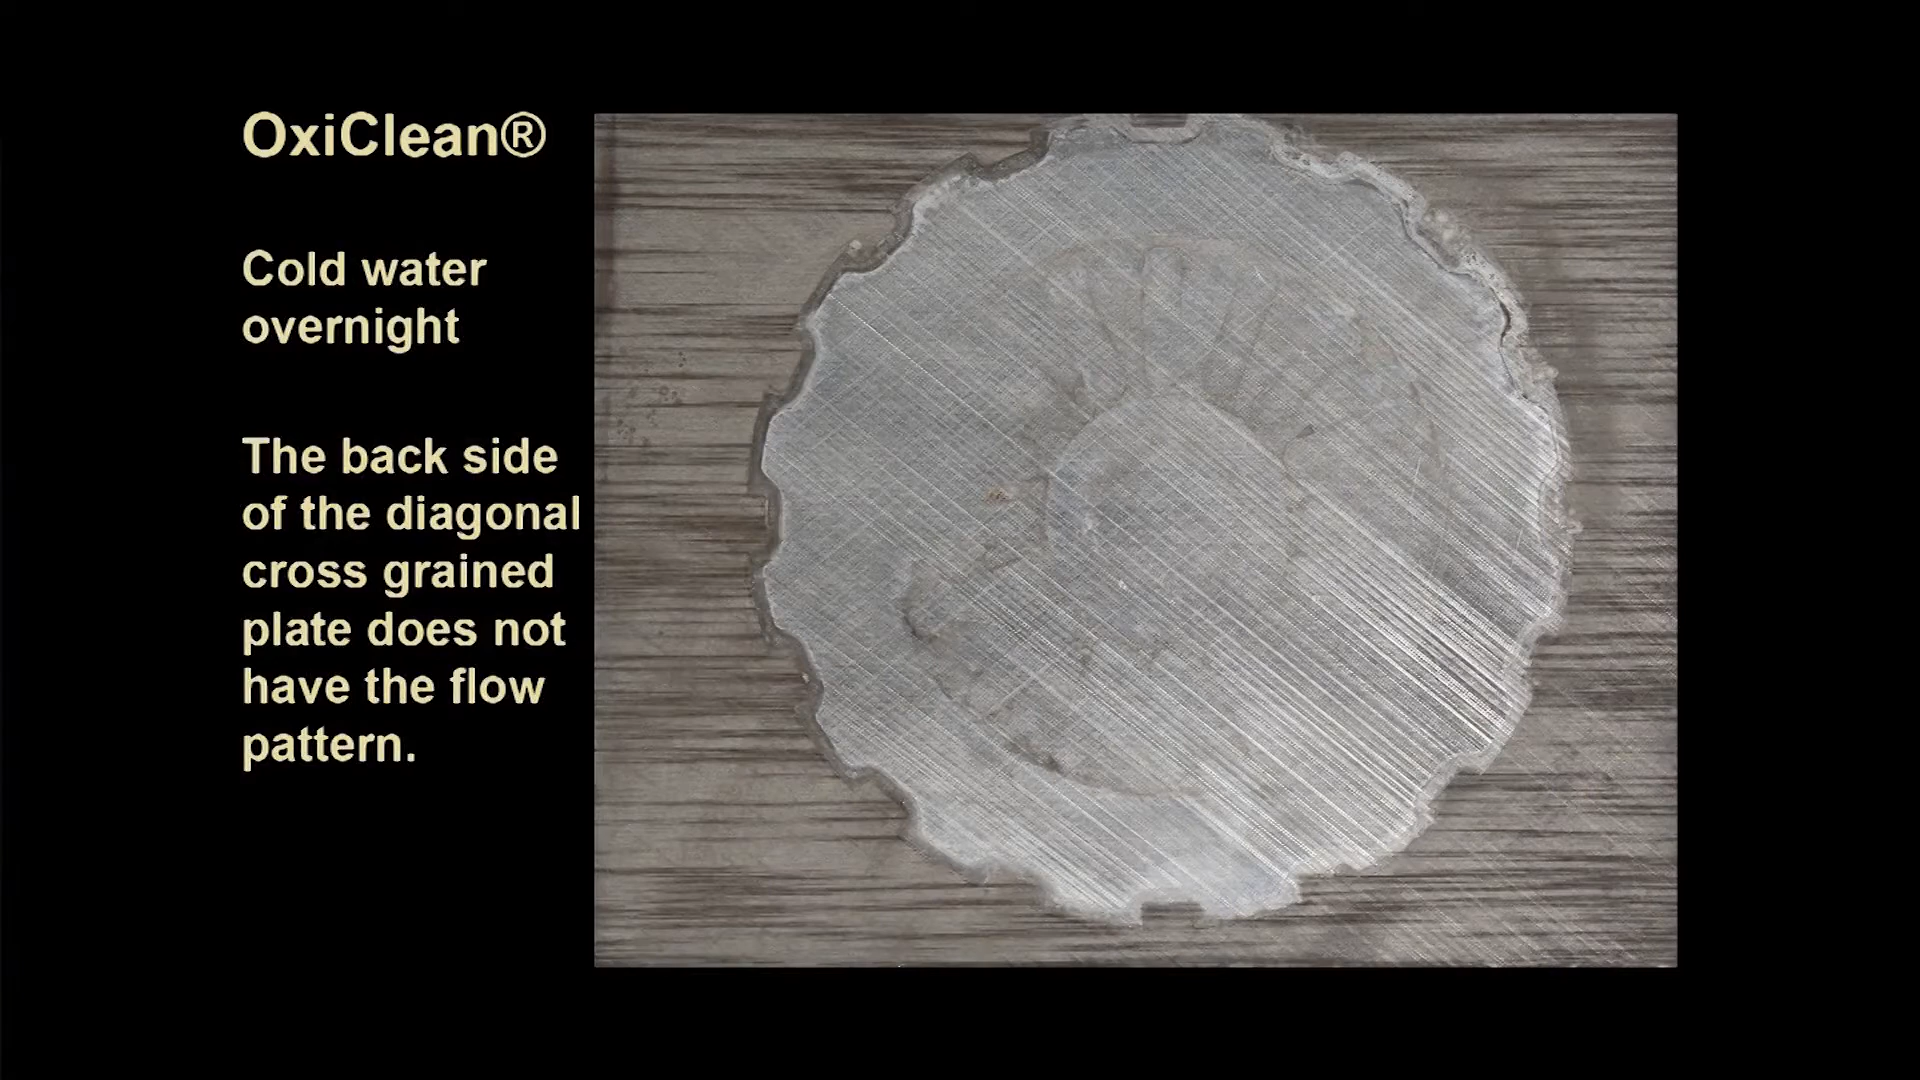 OxiClean®
Cold water
overnight
The back side
of the diagonal
cross grained
plate does not
have the flow
pattern.